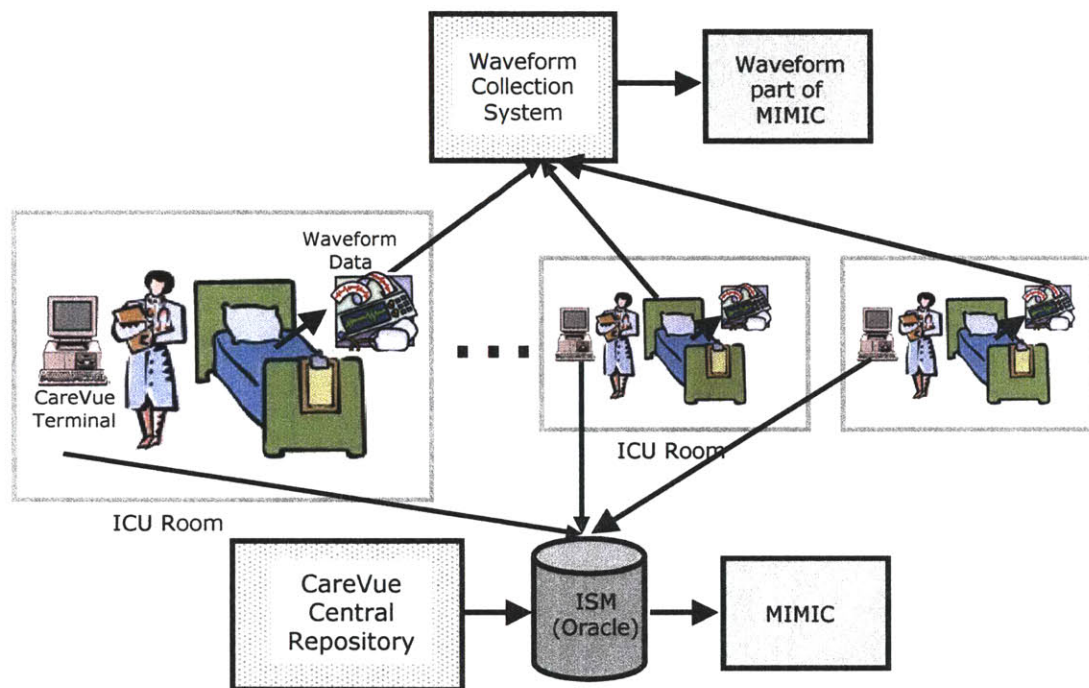 Waveform
Collection
System
Waveform
part of
MIMIC
Waveform
Data
CareVue
Terminal
ICU Room
ICU Room
CareVue
Central
Repository
ISM
(Oracle)
MIMIC